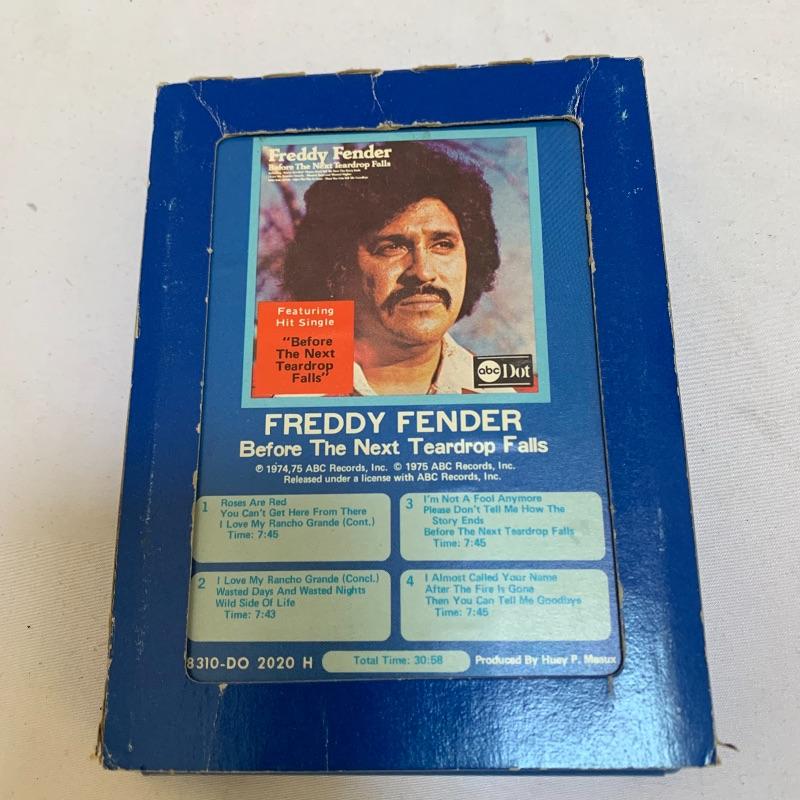 Freddy Fender
Before The Next Teardrop Falls
Featuring
Hit Single
"Before
The Next
Teardrop
Falls"
abc Dot
FREDDY FENDER
Before The Next Teardrop Falls
℗ 1974,75 ABC Records, Inc. © 1975 ABC Records, Inc.
Released under a license with ABC Records, Inc.
1 Roses Are Red
You Can't Get Here From There
I Love My Rancho Grande (Cont.)
Time: 7:45
2 I Love My Rancho Grande (Concl.)
Wasted Days And Wasted Nights
Wild Side Of Life
Time: 7:43
3 I'm Not A Fool Anymore
Please Don't Tell Me How The
Story Ends
Before The Next Teardrop Falls
Time: 7:45
4 I Almost Called Your Name
After The Fire Is Gone
Then You Can Tell Me Goodbye
Time: 7:45
8310-DO 2020 H
Total Time: 30:58
Produced By Huey P. Meaux